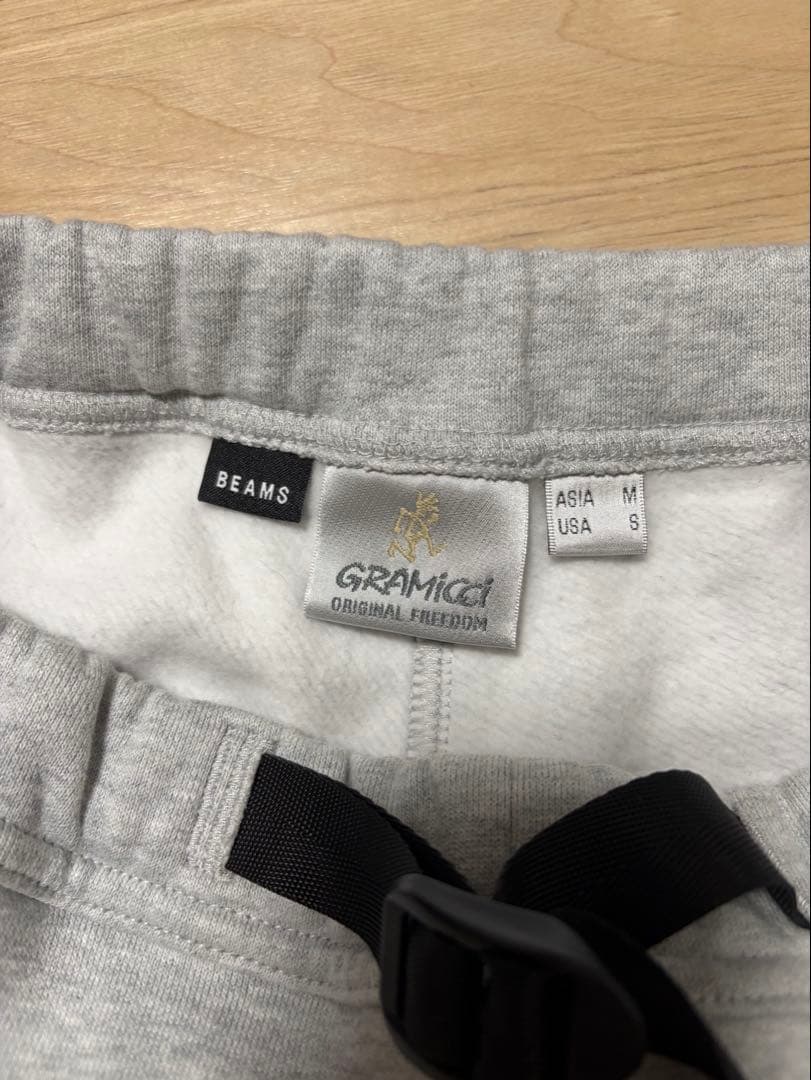 BEAMS
GRAMiCCi
ORIGINAL FREEDOM
ASIA M
USA S